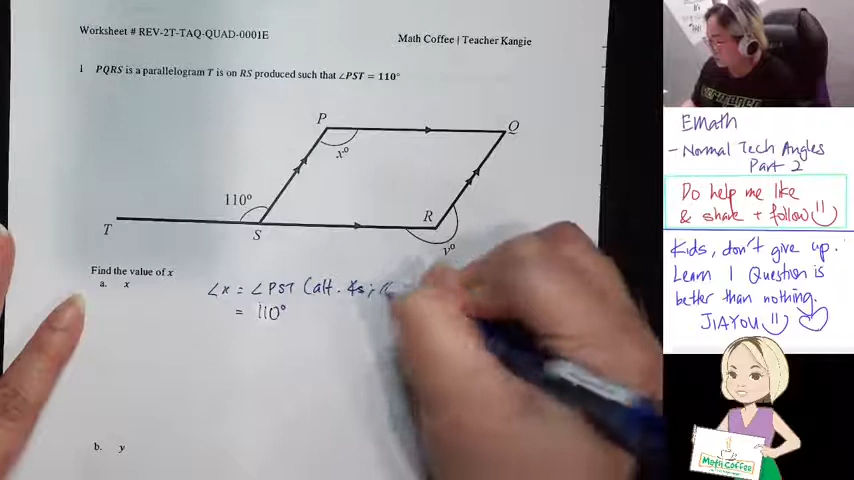 Worksheet # REV-2T-TAQ-QUAD-0001E
Math Coffee | Teacher Kangie
1 PQRS is a parallelogram T is on RS produced such that ∠PST = 110°
P
Q
x°
110°
T
S
R
Find the value of x
a. x
∠x = ∠PST (alt. ∠s,
= 110°
b. y
EMath
- Normal Tech Angles
Part 2
Do help me like
& share + follow
Kids, don't give up.
Learn 1 Question is
better than nothing.
JIAYOU
Math Coffee